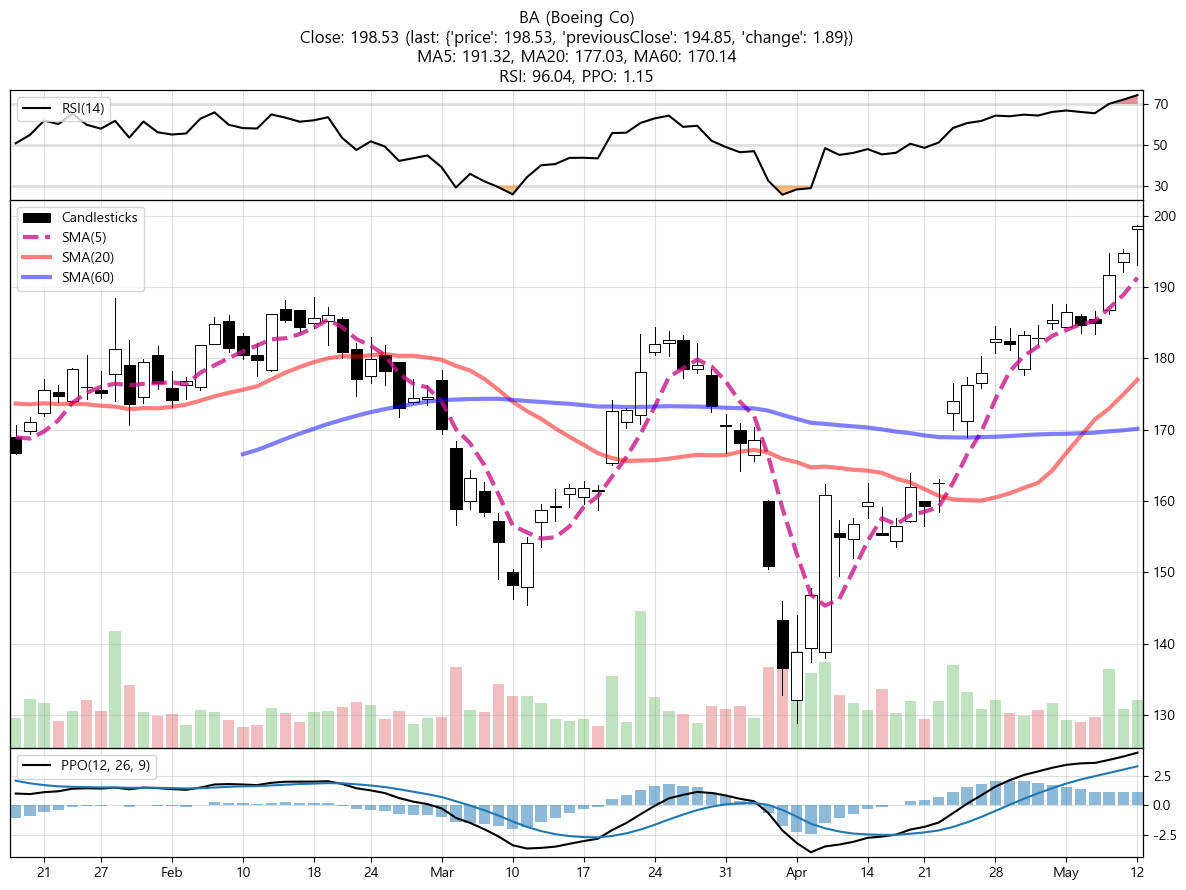 BA (Boeing Co)
Close: 198.53 (last: {'price': 198.53, 'previousClose': 194.85, 'change': 1.89})
MA5: 191.32, MA20: 177.03, MA60: 170.14
RSI: 96.04, PPO: 1.15
RSI(14)
70
50
30
Candlesticks
SMA(5)
SMA(20)
SMA(60)
200
190
180
170
160
150
140
130
PPO(12, 26, 9)
2.5
0.0
-2.5
21 27 Feb 10 18 24 Mar 10 17 24 31 Apr 14 21 28 May 12